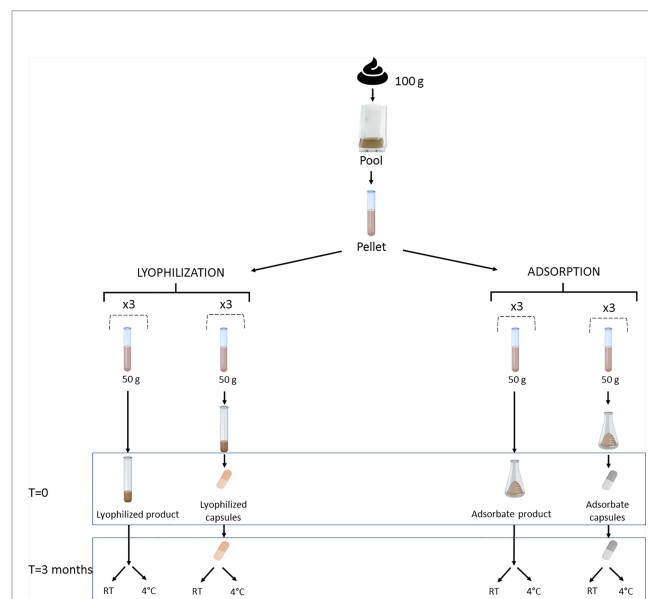 100 g
Pool
Pellet
LYOPHILIZATION
ADSORPTION
x3
x3
x3
x3
50 g
50 g
50 g
50 g
T=0
Lyophilized product
Lyophilized
capsules
Adsorbate product
Adsorbate
capsules
T=3 months
RT
4°C
RT
4°C
RT
4°C
RT
4°C